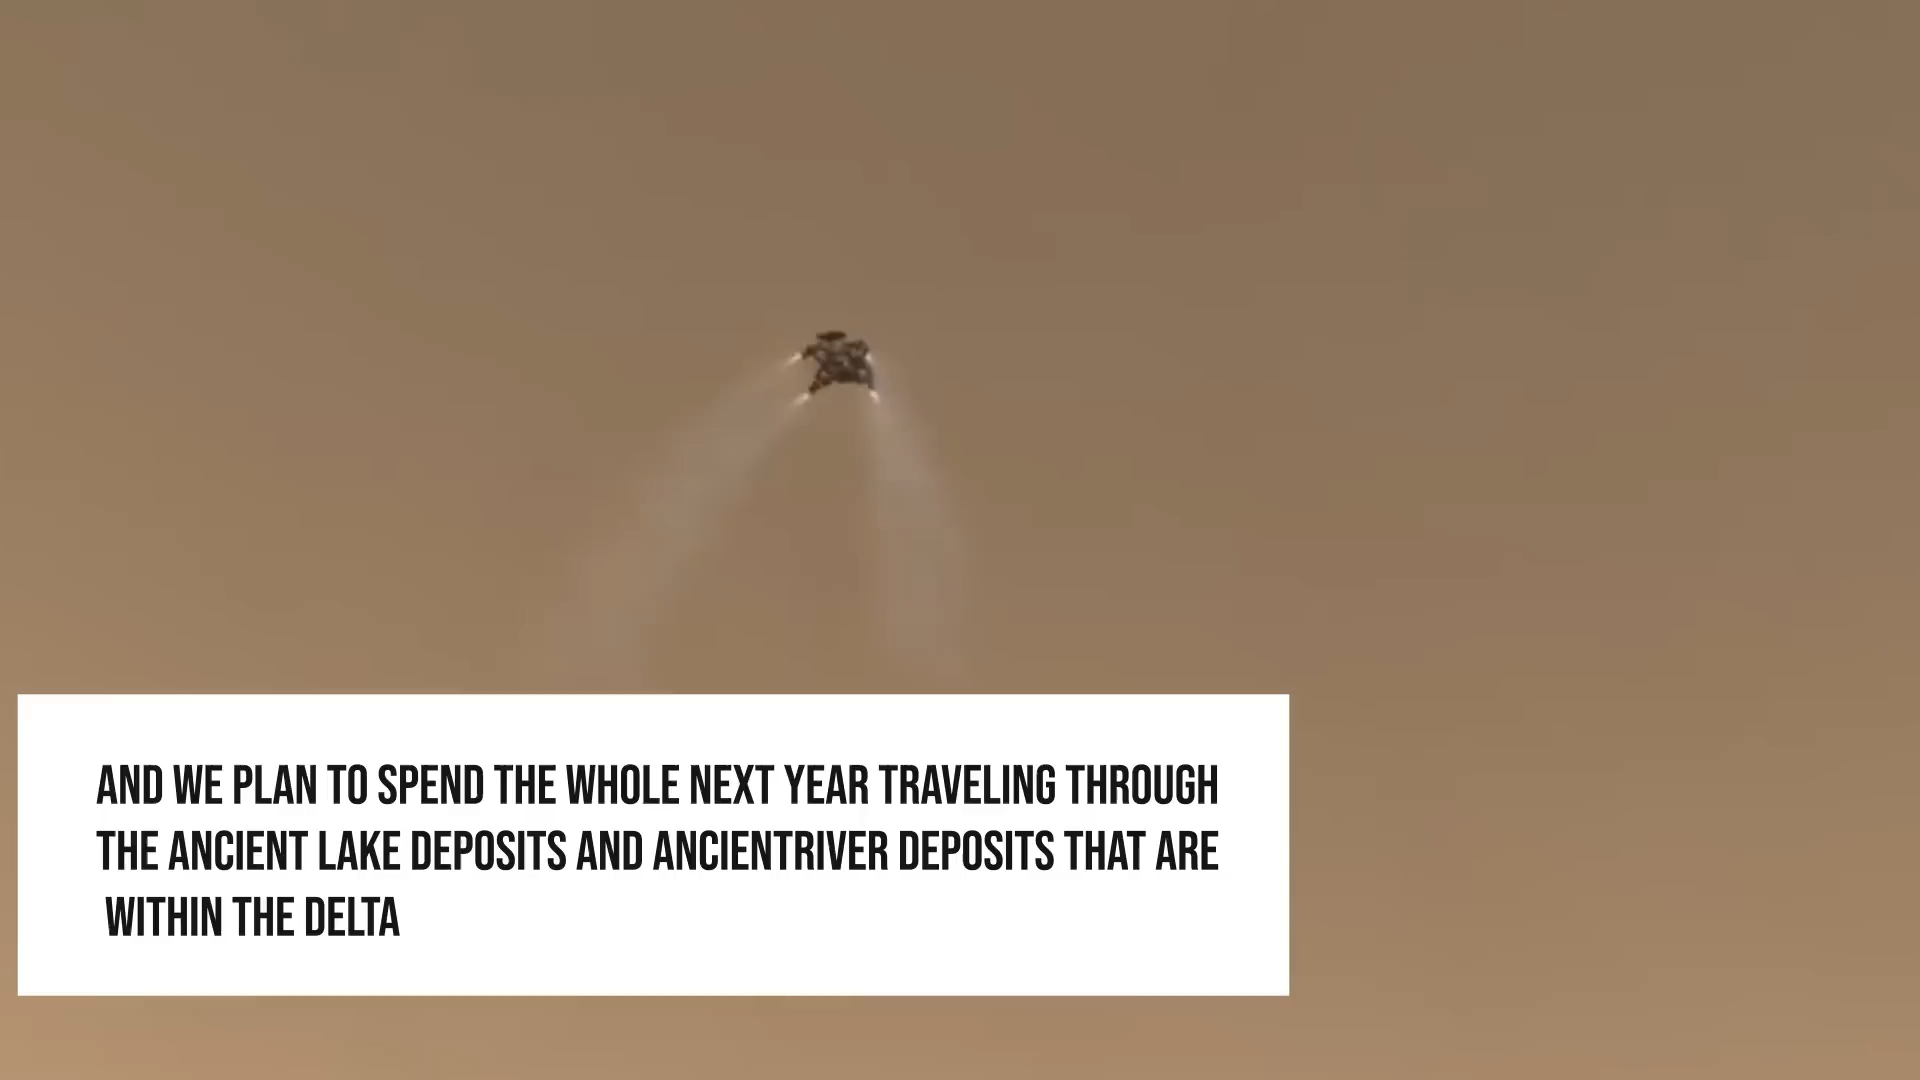 AND WE PLAN TO SPEND THE WHOLE NEXT YEAR TRAVELING THROUGH
THE ANCIENT LAKE DEPOSITS AND ANCIENTRIVER DEPOSITS THAT ARE
WITHIN THE DELTA